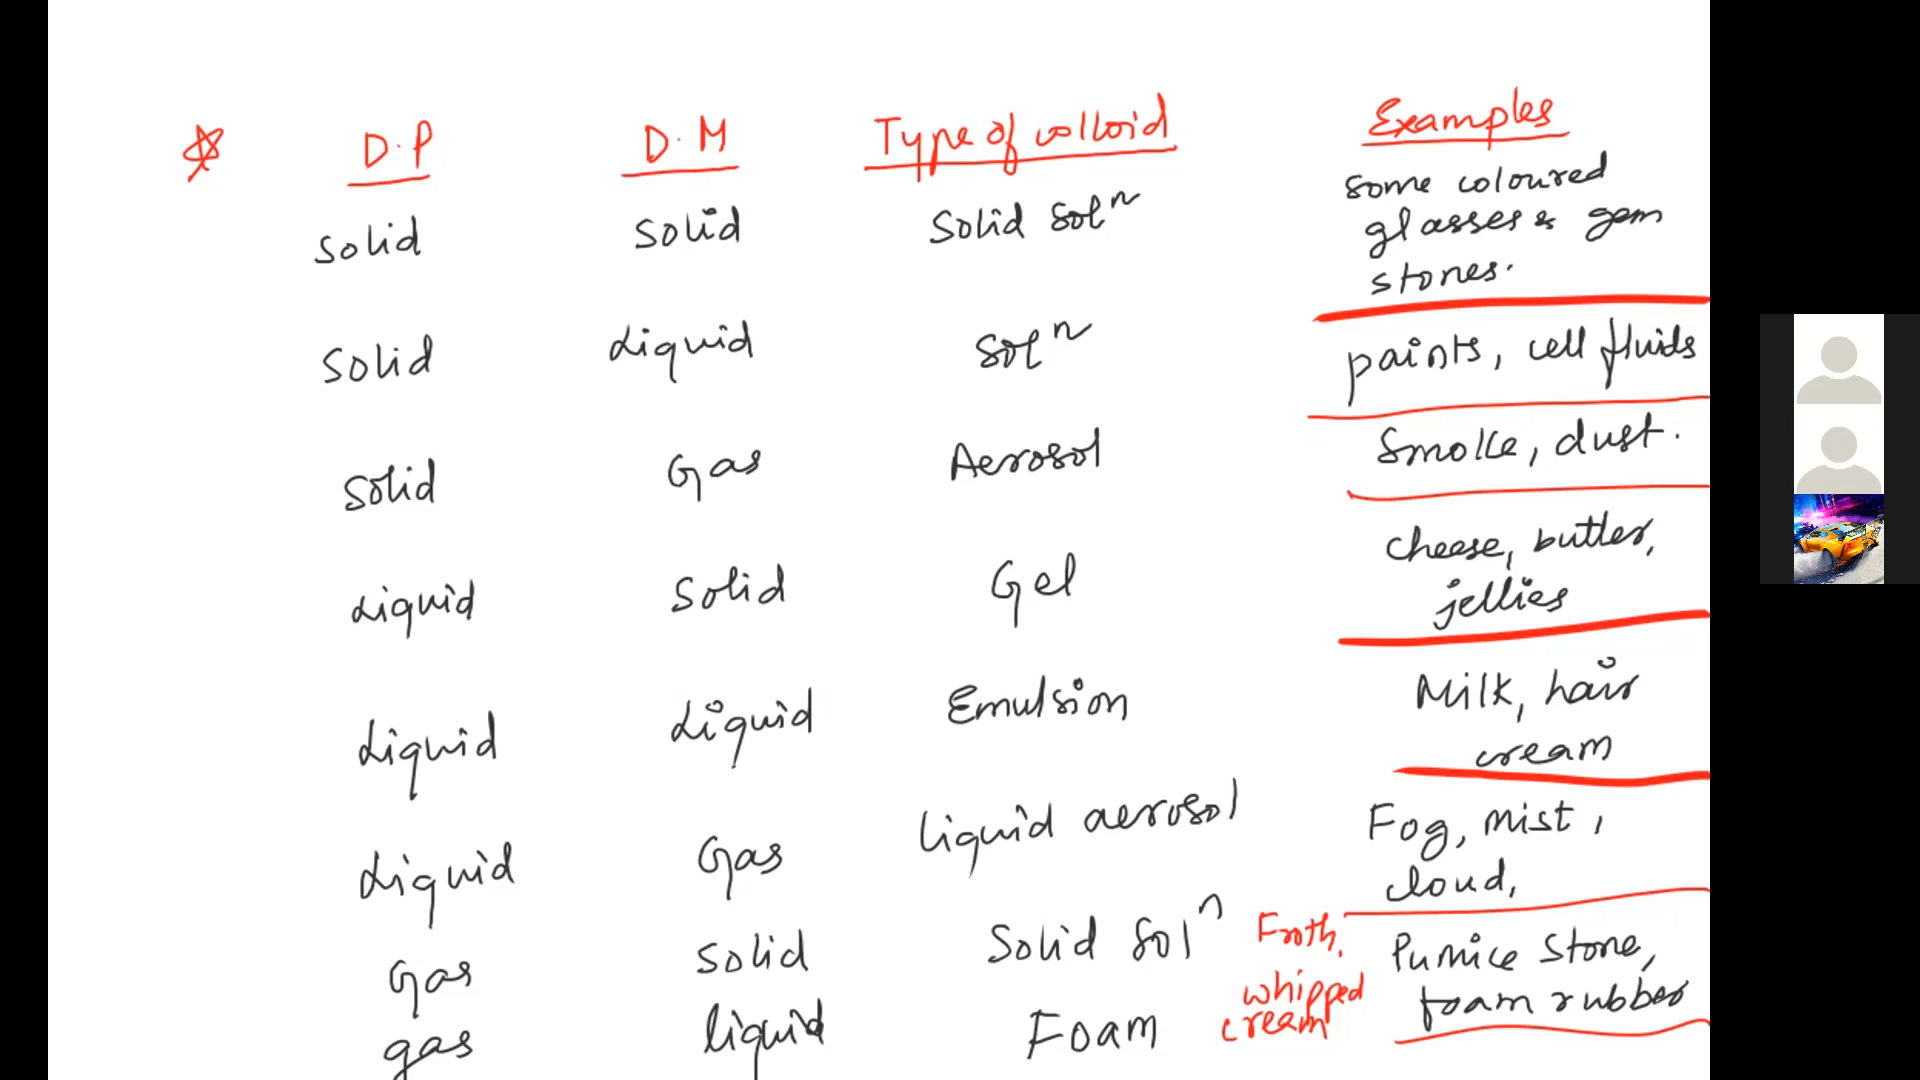 D.P D.M Type of colloid Examples
Solid Solid Solid Solⁿ some coloured
glasses & gem
stones.
Solid Liquid Solⁿ paints, cell fluids
Solid Gas Aerosol Smoke, dust.
Liquid Solid Gel cheese, butter,
jellies
Liquid Liquid Emulsion Milk, hair
cream
Liquid Gas liquid aerosol Fog, mist,
cloud,
Gas Solid Solid Solⁿ Pumice Stone,
foam rubber
gas liquid Foam Froth,
whipped
cream